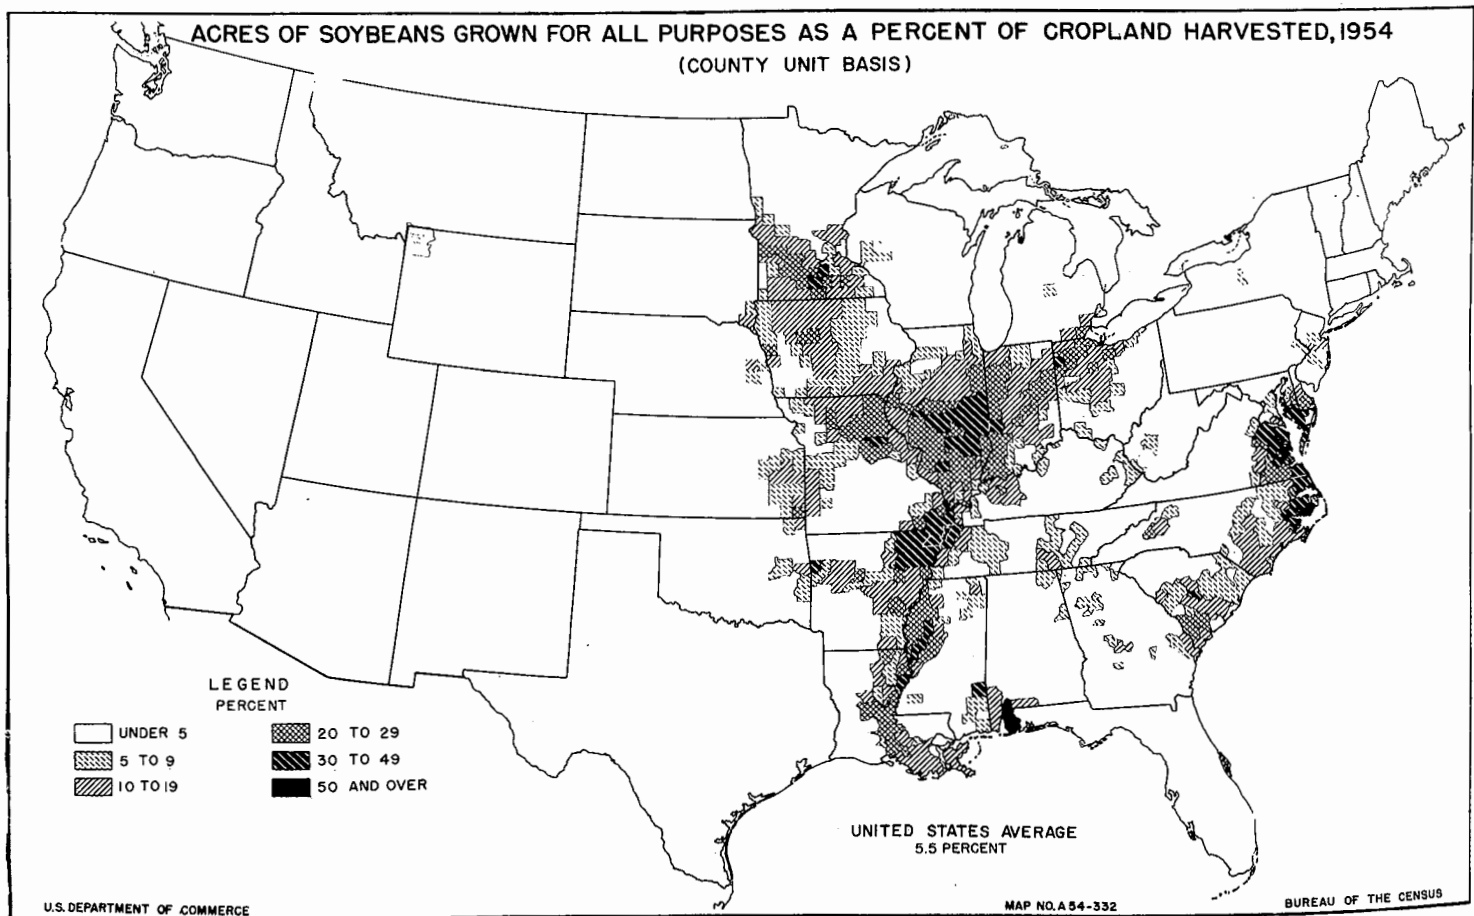 ACRES OF SOYBEANS GROWN FOR ALL PURPOSES AS A PERCENT OF CROPLAND HARVESTED, 1954
(COUNTY UNIT BASIS)
LEGEND
PERCENT
UNDER 5
5 TO 9
10 TO 19
20 TO 29
30 TO 49
50 AND OVER
UNITED STATES AVERAGE
5.5 PERCENT
U.S. DEPARTMENT OF COMMERCE
MAP NO. A 54-332
BUREAU OF THE CENSUS